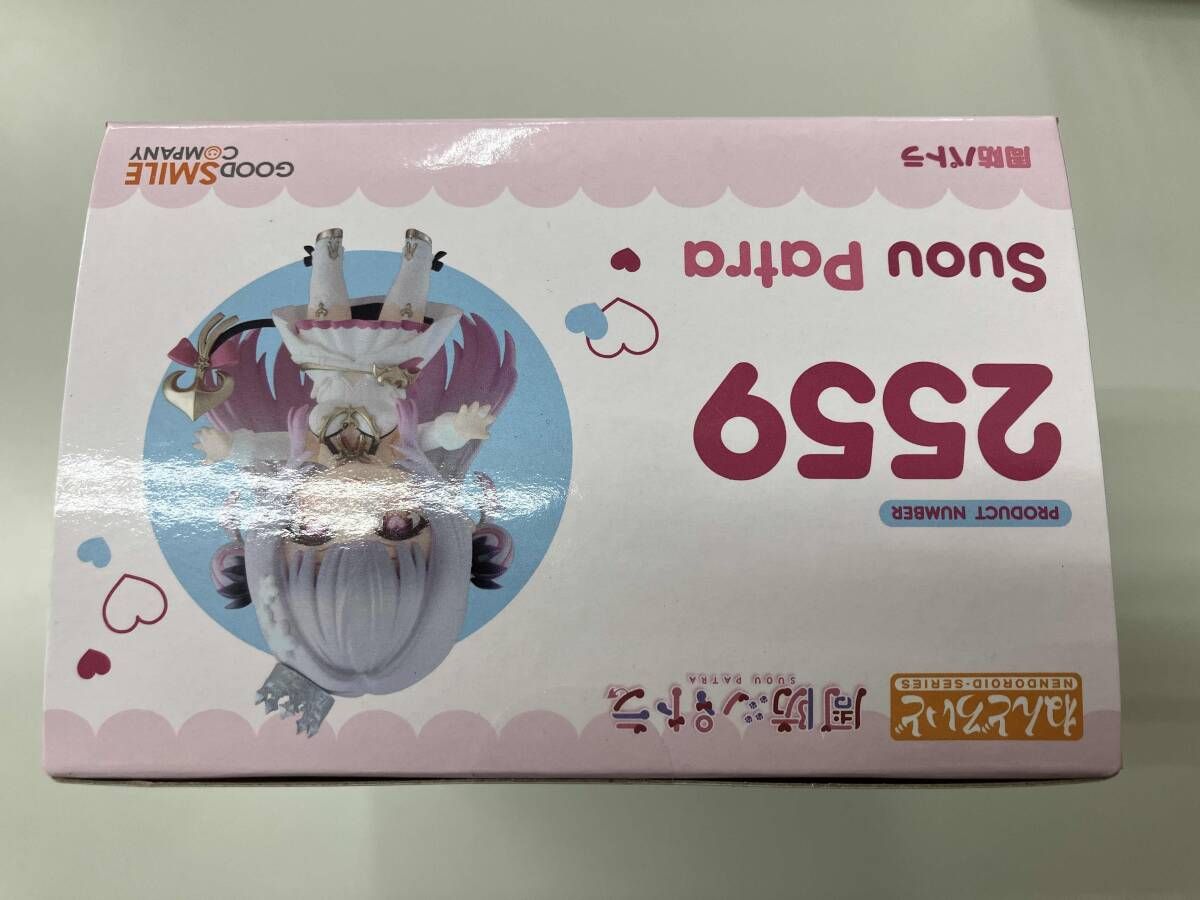 ねんどろいど
NENDOROID-SERIES
周防パトラ
SUOU PATRA
PRODUCT NUMBER
2559
Suou Patra
周防パトラ
GOOD SMILE
COMPANY